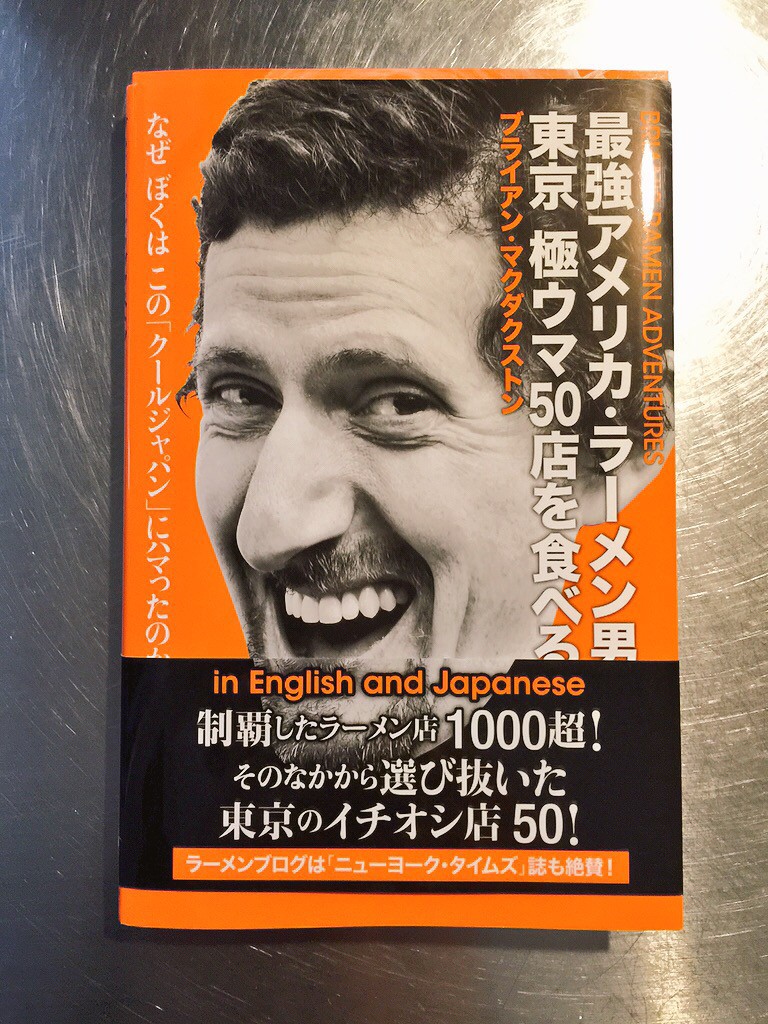 BRIAN'S RAMEN ADVENTURES
最強アメリカ・ラーメン男
東京 極ウマ50店を食べる
ブライアン・マクダクストン
なぜ ぼくは この「クールジャパン」にハマったのか
in English and Japanese
制覇したラーメン店1000超!
そのなかから選び抜いた
東京のイチオシ店 50!
ラーメンブログは「ニューヨーク・タイムズ」誌も絶賛!